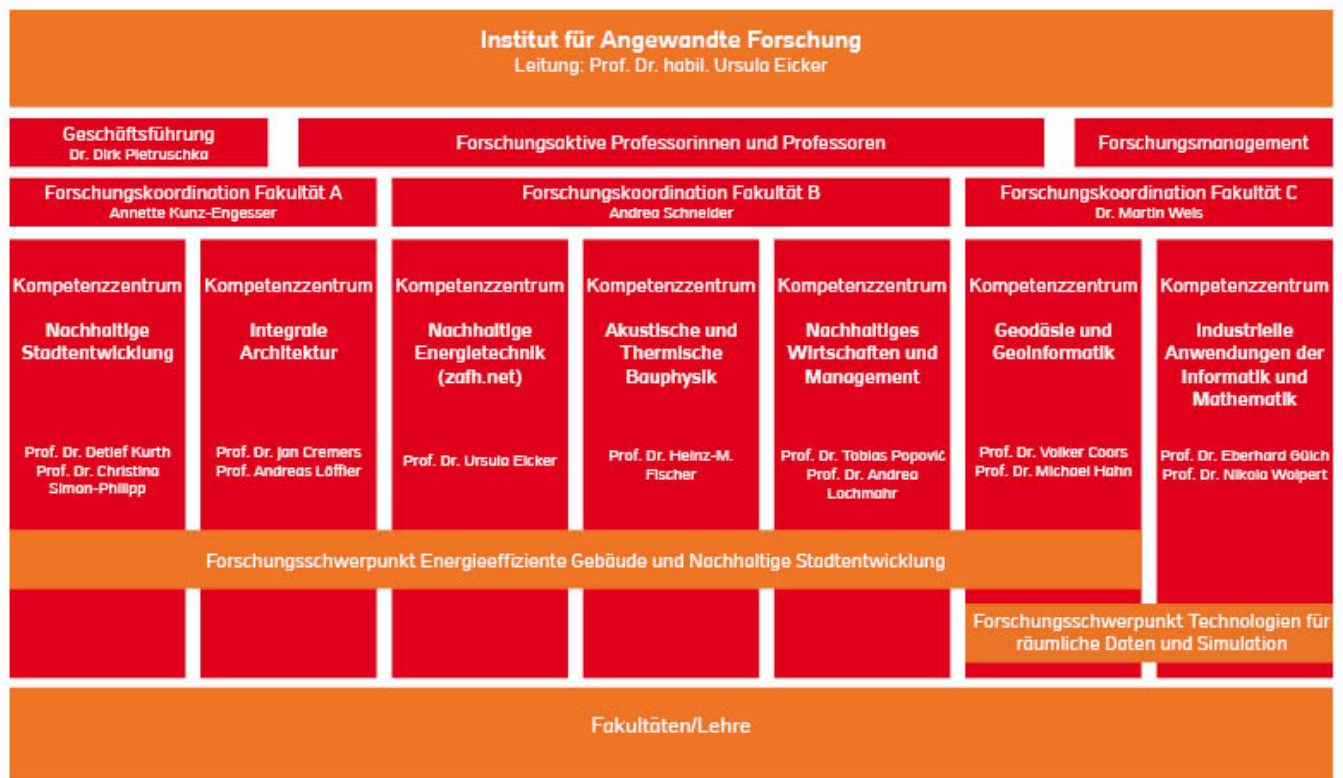 Institut für Angewandte Forschung
Leitung: Prof. Dr. habil. Ursula Eicker
Geschäftsführung
Dr. Dirk Pietruschka
Forschungsaktive Professorinnen und Professoren
Forschungsmanagement
Forschungskoordination Fakultät A
Annette Kunz-Engesser
Forschungskoordination Fakultät B
Andrea Schneider
Forschungskoordination Fakultät C
Dr. Martin Weis
Kompetenzzentrum
Nachhaltige
Stadtentwicklung
Prof. Dr. Detlef Kurth
Prof. Dr. Christina
Simon-Philipp
Kompetenzzentrum
Integrale
Architektur
Prof. Dr. Jan Cremers
Prof. Andreas Löffler
Kompetenzzentrum
Nachhaltige
Energietechnik
(zafh.net)
Prof. Dr. Ursula Eicker
Kompetenzzentrum
Akustische und
Thermische
Bauphysik
Prof. Dr. Heinz-M.
Fischer
Kompetenzzentrum
Nachhaltiges
Wirtschaften und
Management
Prof. Dr. Tobias Popović
Prof. Dr. Andrea
Lochmahr
Kompetenzzentrum
Geodäsie und
Geoinformatik
Prof. Dr. Volker Coors
Prof. Dr. Michael Hahn
Kompetenzzentrum
Industrielle
Anwendungen der
Informatik und
Mathematik
Prof. Dr. Eberhard Gülch
Prof. Dr. Nikola Wolpert
Forschungsschwerpunkt Energieeffiziente Gebäude und Nachhaltige Stadtentwicklung
Forschungsschwerpunkt Technologien für
räumliche Daten und Simulation
Fakultäten/Lehre